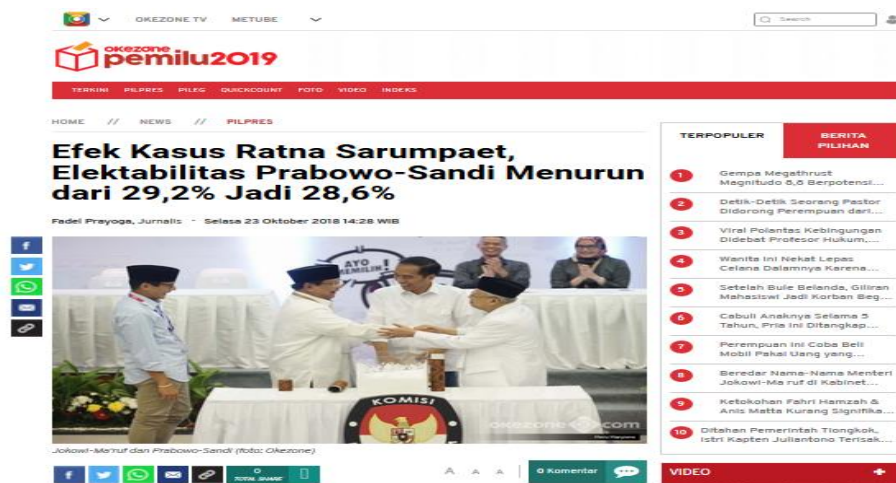 OKEZONE TV METUBE
Search
okezone
pemilu2019
TERKINI PILPRES PILEG QUICKCOUNT FOTO VIDEO INDEKS
HOME // NEWS // PILPRES
Efek Kasus Ratna Sarumpaet,
Elektabilitas Prabowo-Sandi Menurun
dari 29,2% Jadi 28,6%
Fadel Prayoga, Jurnalis - Selasa 23 Oktober 2018 14:28 WIB
AYO
MEMILIH
KOMISI
okezone.com
Jokowi-Ma'ruf dan Prabowo-Sandi (foto: Okezone)
0
TOTAL SHARE
A A A
0 Komentar
TERPOPULER
BERITA
PILIHAN
1 Gempa Megathrust
Magnitudo 8,8 Berpotensi...
2 Detik-Detik Seorang Pastor
Didorong Perempuan dari...
3 Viral Polantas Kebingungan
Didebat Profesor Hukum,...
4 Wanita Ini Nekat Lepas
Celana Dalamnya Karena...
5 Setelah Bule Belanda, Giliran
Mahasiswi Jadi Korban Beg...
6 Cabuli Anaknya Selama 5
Tahun, Pria Ini Ditangkap...
7 Perempuan Ini Coba Beli
Mobil Pakai Uang yang...
8 Beredar Nama-Nama Menteri
Jokowi-Ma ruf di Kabinet...
9 Ketokohan Fahri Hamzah &
Anis Matta Kurang Signifika...
10 Ditahan Pemerintah Tiongkok,
Istri Kapten Juliantono Terisak...
VIDEO +